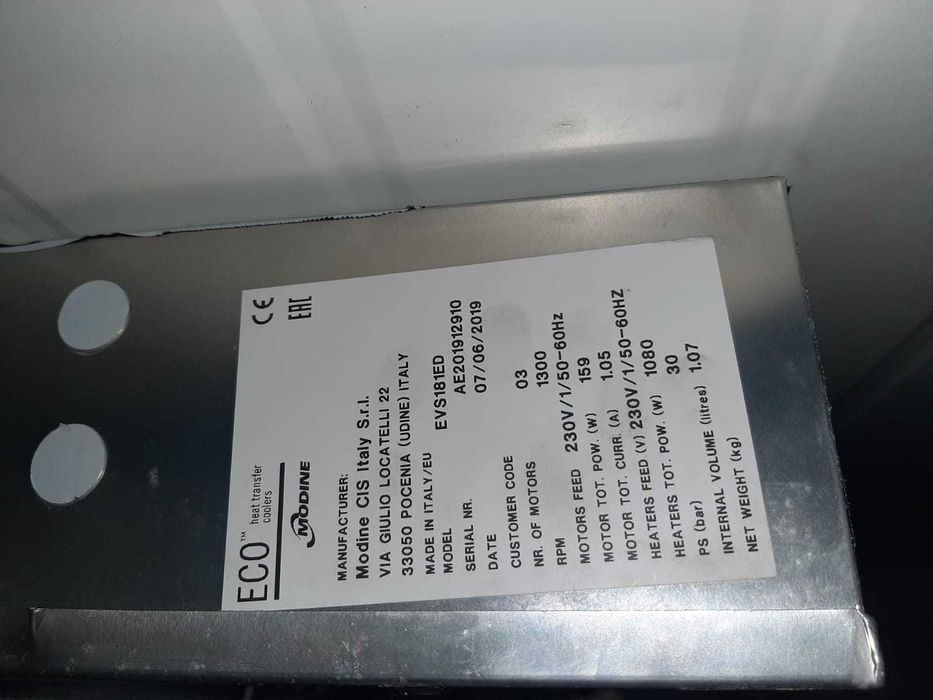 ECO™ heat transfer
coolers
CE
MODINE
EAC
MANUFACTURER:
Modine CIS Italy S.r.l.
VIA GIULIO LOCATELLI 22
33050 POCENIA (UDINE) ITALY
MADE IN ITALY/EU
MODEL EVS181ED
SERIAL NR. AE201912910
DATE 07/06/2019
CUSTOMER CODE
NR. OF MOTORS 03
RPM 1300
MOTORS FEED 230V/1/50-60Hz
MOTOR TOT. POW. (W) 159
MOTOR TOT. CURR. (A) 1.05
HEATERS FEED (V) 230V/1/50-60HZ
HEATERS TOT. POW. (W) 1080
PS (bar) 30
INTERNAL VOLUME (litres) 1.07
NET WEIGHT (kg)